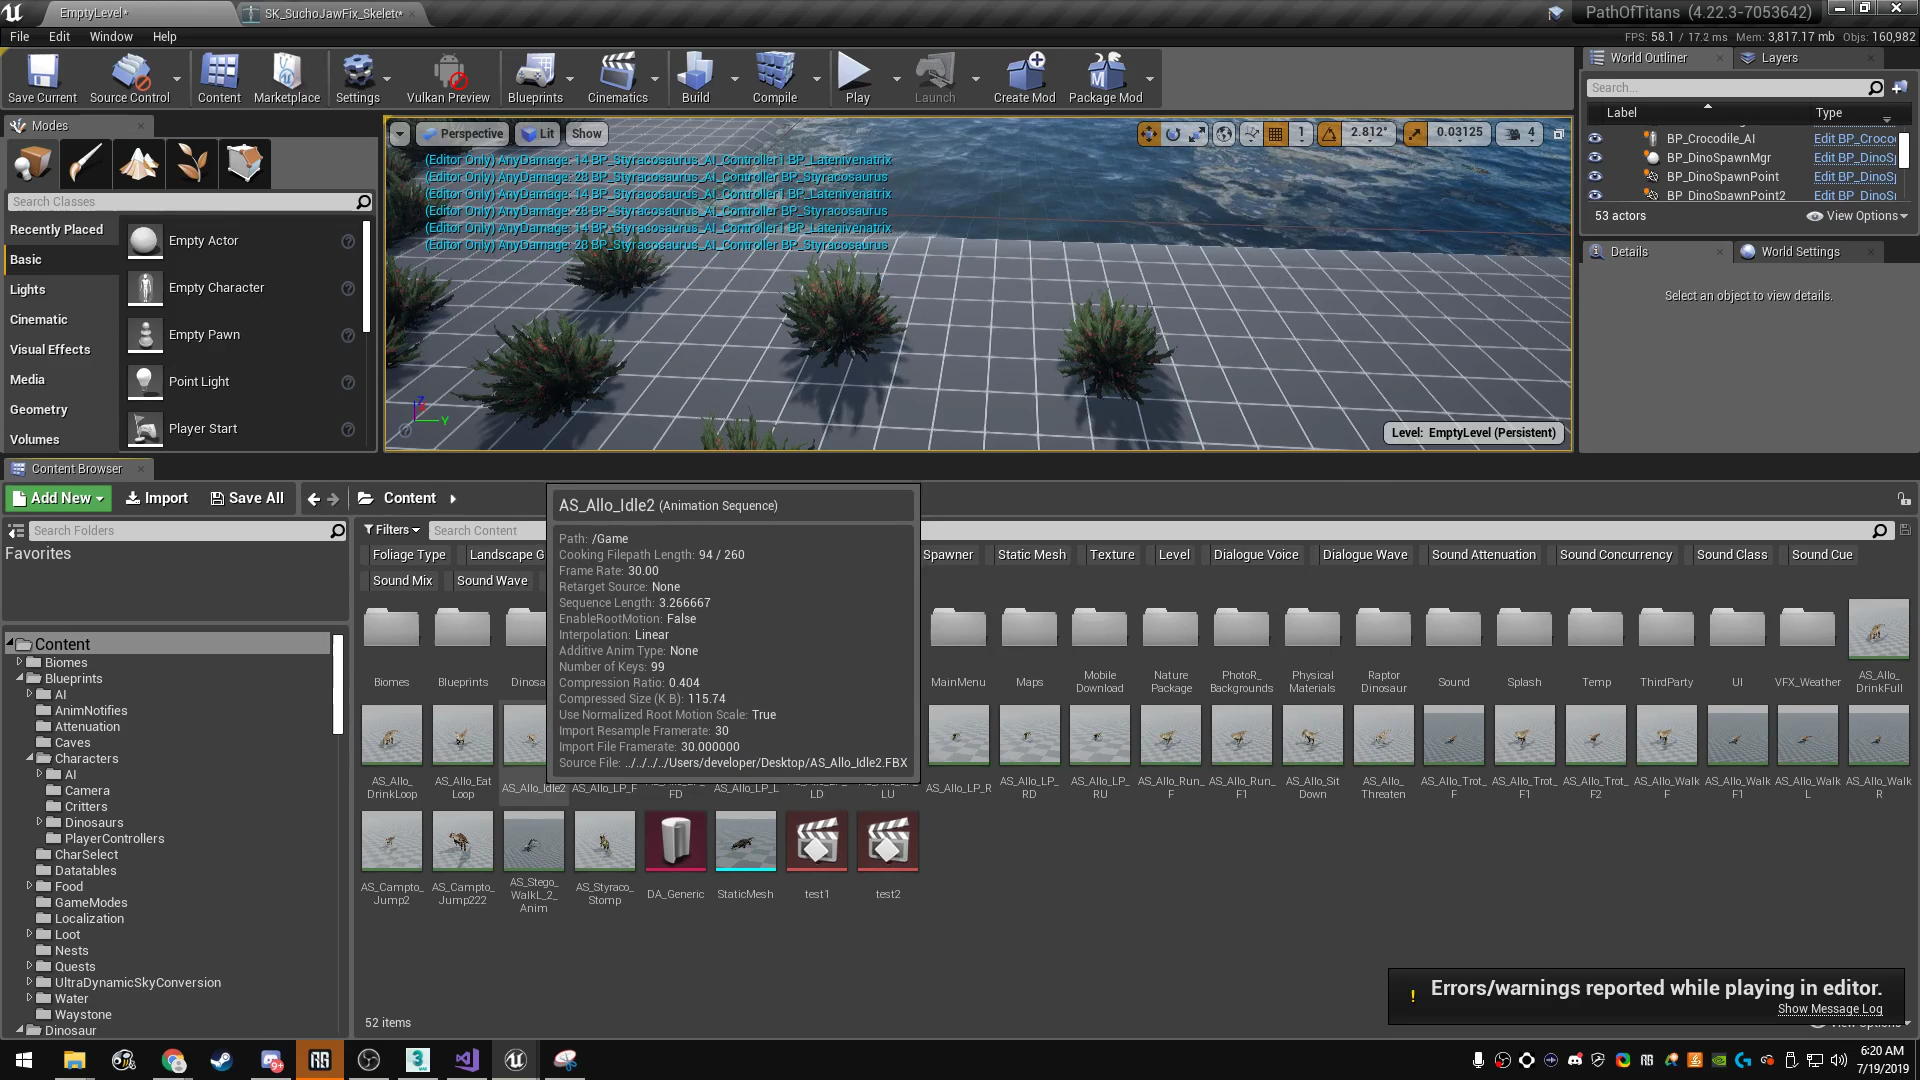 EmptyLevel*
SK_SuchoJawFix_Skeleto*
PathOfTitans (4.22.3-7053642)
File Edit Window Help
FPS: 58.1 / 17.2 ms Mem: 3,817.17 mb Objs: 160,982
Save Current
Source Control
Content
Marketplace
Settings
Vulkan Preview
Blueprints
Cinematics
Build
Compile
Play
Launch
Create Mod
Package Mod
Modes
Search Classes
Recently Placed
Basic
Lights
Cinematic
Visual Effects
Media
Geometry
Volumes
Empty Actor
Empty Character
Empty Pawn
Point Light
Player Start
Perspective
Lit
Show
1
2.812°
0.03125
4
(Editor Only) AnyDamage: 14 BP_Styracosaurus_AI_Controller1 BP_Latenivenatrix
(Editor Only) AnyDamage: 28 BP_Styracosaurus_AI_Controller BP_Styracosaurus
(Editor Only) AnyDamage: 14 BP_Styracosaurus_AI_Controller1 BP_Latenivenatrix
(Editor Only) AnyDamage: 28 BP_Styracosaurus_AI_Controller BP_Styracosaurus
(Editor Only) AnyDamage: 14 BP_Styracosaurus_AI_Controller1 BP_Latenivenatrix
(Editor Only) AnyDamage: 28 BP_Styracosaurus_AI_Controller BP_Styracosaurus
Z
Y
Level: EmptyLevel (Persistent)
World Outliner
Layers
Search...
Label Type
BP_Crocodile_AI Edit BP_Croco
BP_DinoSpawnMgr Edit BP_DinoS
BP_DinoSpawnPoint Edit BP_DinoS
BP_DinoSpawnPoint2 Edit BP_DinoS
53 actors
View Options
Details
World Settings
Select an object to view details.
Content Browser
Add New
Import
Save All
Content
Search Folders
Favorites
Content
Biomes
Blueprints
AI
AnimNotifies
Attenuation
Caves
Characters
AI
Camera
Critters
Dinosaurs
PlayerControllers
CharSelect
Datatables
Food
GameModes
Localization
Loot
Nests
Quests
UltraDynamicSkyConversion
Water
Waystone
Dinosaur
Filters
Search Content
Foliage Type
Landscape G
Spawner
Static Mesh
Texture
Level
Dialogue Voice
Dialogue Wave
Sound Attenuation
Sound Concurrency
Sound Class
Sound Cue
Sound Mix
Sound Wave
AS_Allo_Idle2 (Animation Sequence)
Path: /Game
Cooking Filepath Length: 94 / 260
Frame Rate: 30.00
Retarget Source: None
Sequence Length: 3.266667
EnableRootMotion: False
Interpolation: Linear
Additive Anim Type: None
Number of Keys: 99
Compression Ratio: 0.404
Compressed Size (K B): 115.74
Use Normalized Root Motion Scale: True
Import Resample Framerate: 30
Import File Framerate: 30.000000
Source File: ../../../../Users/developer/Desktop/AS_Allo_Idle2.FBX
Biomes
Blueprints
Dinosa
MainMenu
Maps
Mobile
Download
Nature
Package
PhotoR_
Backgrounds
Physical
Materials
Raptor
Dinosaur
Sound
Splash
Temp
ThirdParty
UI
VFX_Weather
AS_Allo_
DrinkFull
AS_Allo_
DrinkLoop
AS_Allo_Eat
Loop
AS_Allo_Idle2
AS_Allo_LP_F
FD
AS_Allo_LP_L
LD
LU
AS_Allo_LP_R
AS_Allo_LP_
RD
AS_Allo_LP_
RU
AS_Allo_Run_
F
AS_Allo_Run_
F1
AS_Allo_Sit
Down
AS_Allo_
Threaten
AS_Allo_Trot_
F
AS_Allo_Trot_
F1
AS_Allo_Trot_
F2
AS_Allo_Walk
F
AS_Allo_Walk
F1
AS_Allo_Walk
L
AS_Allo_Walk
R
AS_Campto_
Jump2
AS_Campto_
Jump222
AS_Stego_
WalkL_2_
Anim
AS_Styraco_
Stomp
DA_Generic
StaticMesh
test1
test2
52 items
Errors/warnings reported while playing in editor.
Show Message Log
View Options
9+
6:20 AM
7/19/2019